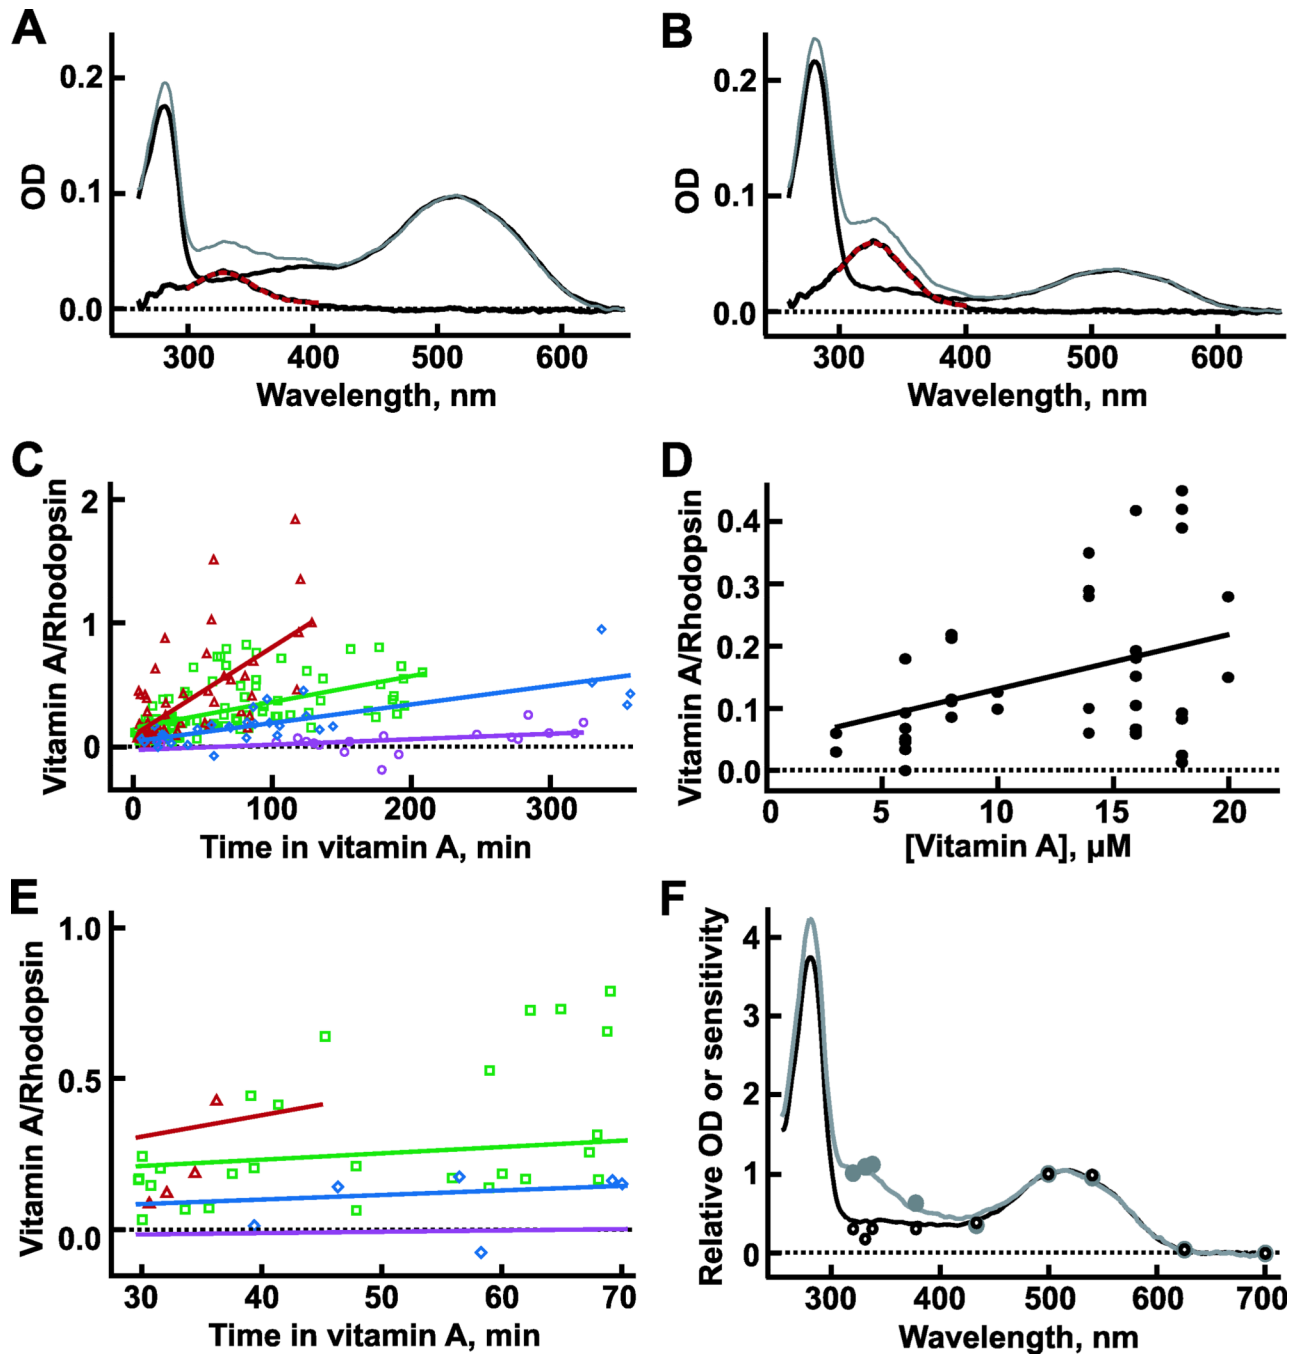 A
OD
0.2
0.1
0.0
300 400 500 600
Wavelength, nm
B
OD
0.2
0.1
0.0
300 400 500 600
Wavelength, nm
C
Vitamin A/Rhodopsin
2
1
0
0 100 200 300
Time in vitamin A, min
D
Vitamin A/Rhodopsin
0.4
0.3
0.2
0.1
0.0
0 5 10 15 20
[Vitamin A], µM
E
Vitamin A/Rhodopsin
1.0
0.5
0.0
30 40 50 60 70
Time in vitamin A, min
F
Relative OD or sensitivity
4
3
2
1
0
300 400 500 600 700
Wavelength, nm